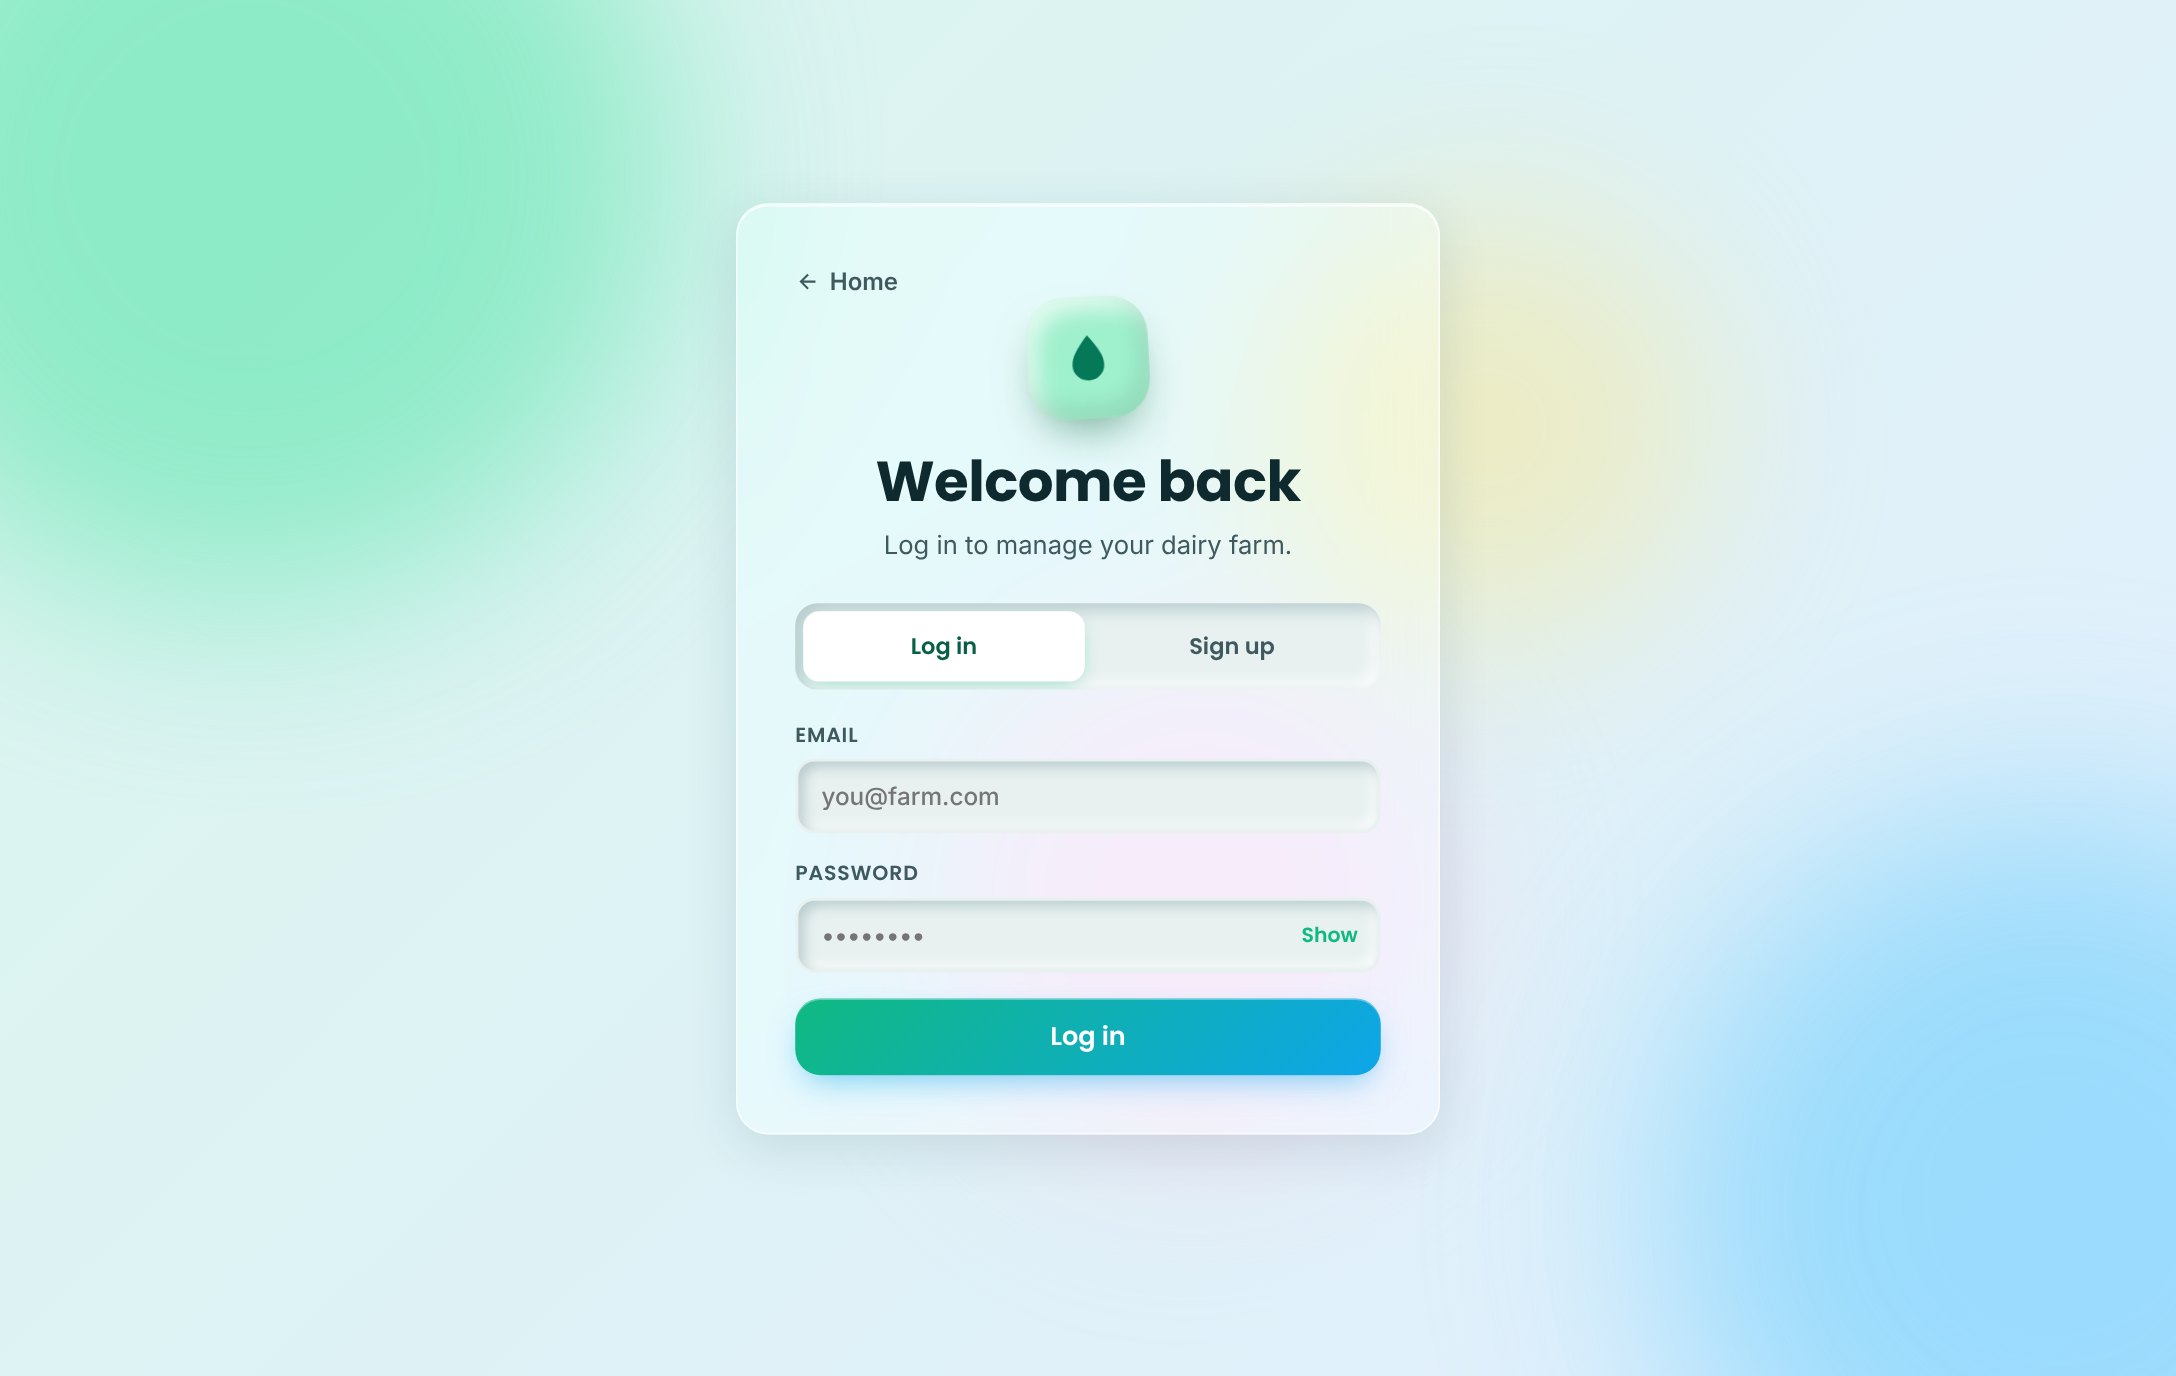 ← Home
Welcome back
Log in to manage your dairy farm.
Log in
Sign up
EMAIL
you@farm.com
PASSWORD
••••••••
Show
Log in